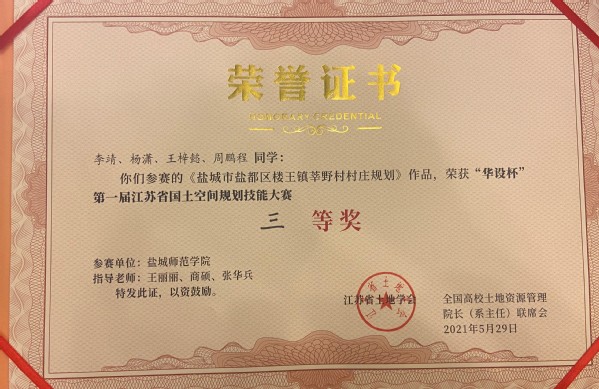 荣誉证书
HONORARY CREDENTIAL
李靖、杨潇、王梓懿、周鹏程 同学:
你们参赛的《盐城市盐都区楼王镇莘野村村庄规划》作品,荣获“华设杯”
第一届江苏省国土空间规划技能大赛
三 等奖
参赛单位:盐城师范学院
指导老师:王丽丽、商硕、张华兵
特发此证,以资鼓励。
江苏省土地学会
全国高校土地资源管理
院长(系主任)联席会
2021年5月29日